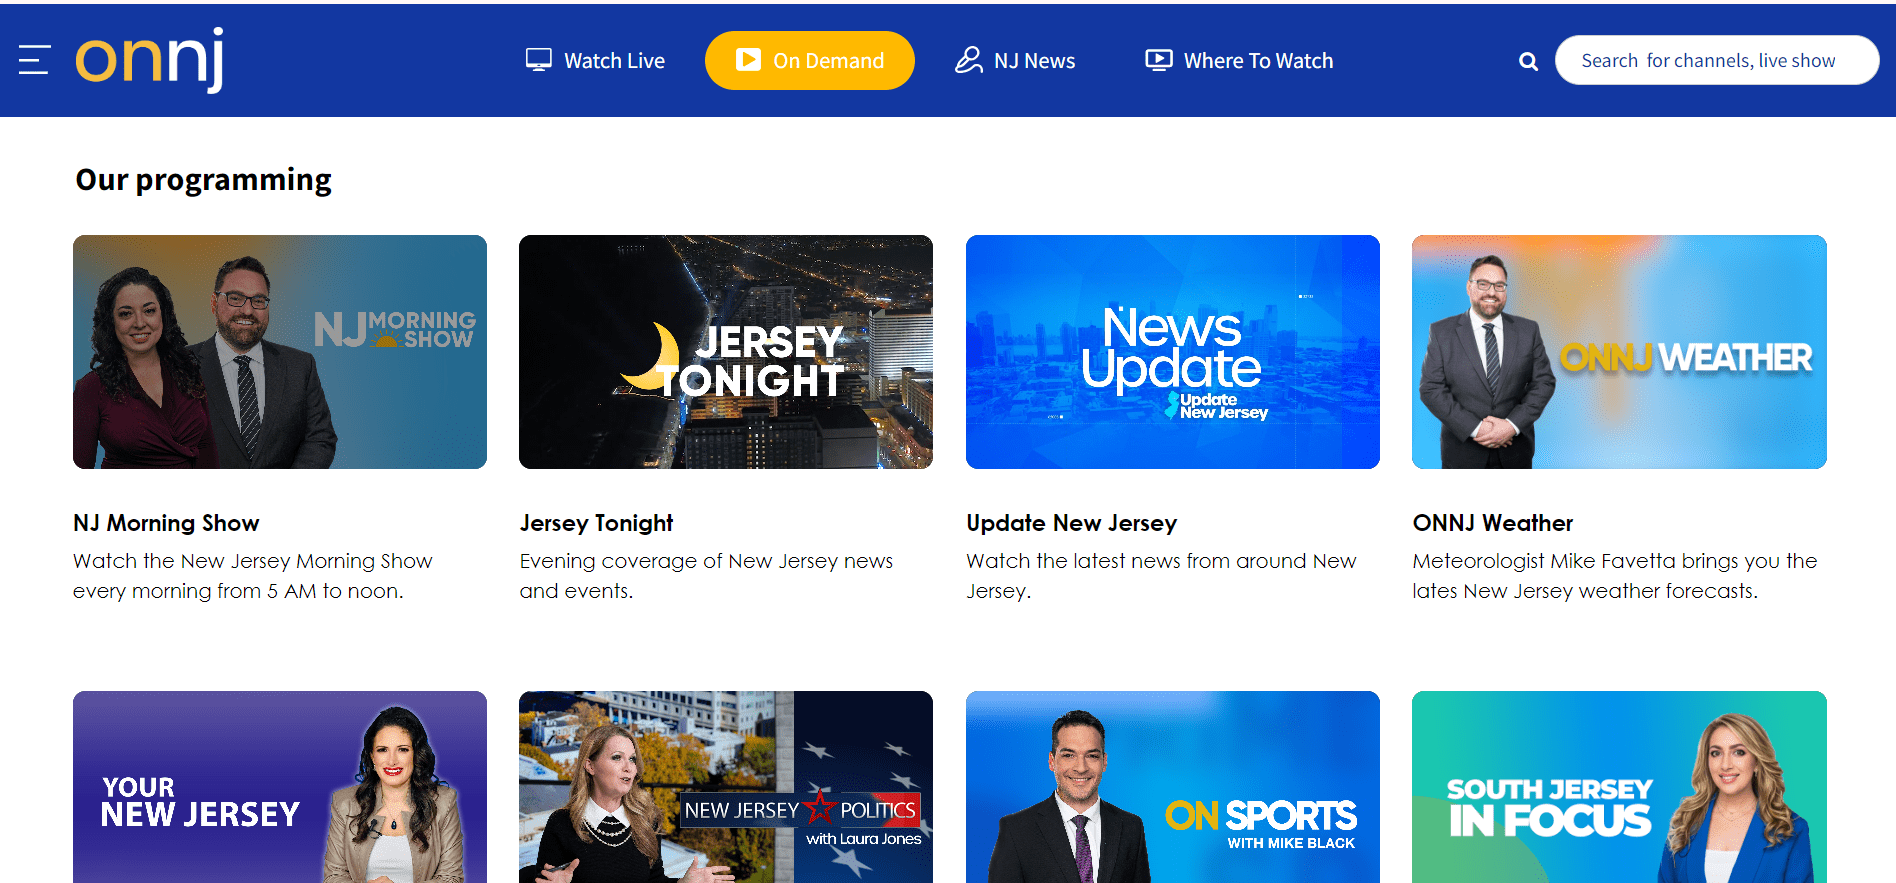 onnj
Watch Live
On Demand
NJ News
Where To Watch
Search for channels, live show
Our programming
NJ MORNING SHOW
JERSEY
TONIGHT
News
Update
Update
New Jersey
ONNJ WEATHER
NJ Morning Show
Watch the New Jersey Morning Show
every morning from 5 AM to noon.
Jersey Tonight
Evening coverage of New Jersey news
and events.
Update New Jersey
Watch the latest news from around New
Jersey.
ONNJ Weather
Meteorologist Mike Favetta brings you the
lates New Jersey weather forecasts.
YOUR
NEW JERSEY
NEW JERSEY POLITICS
with Laura Jones
ON SPORTS
WITH MIKE BLACK
SOUTH JERSEY
IN FOCUS